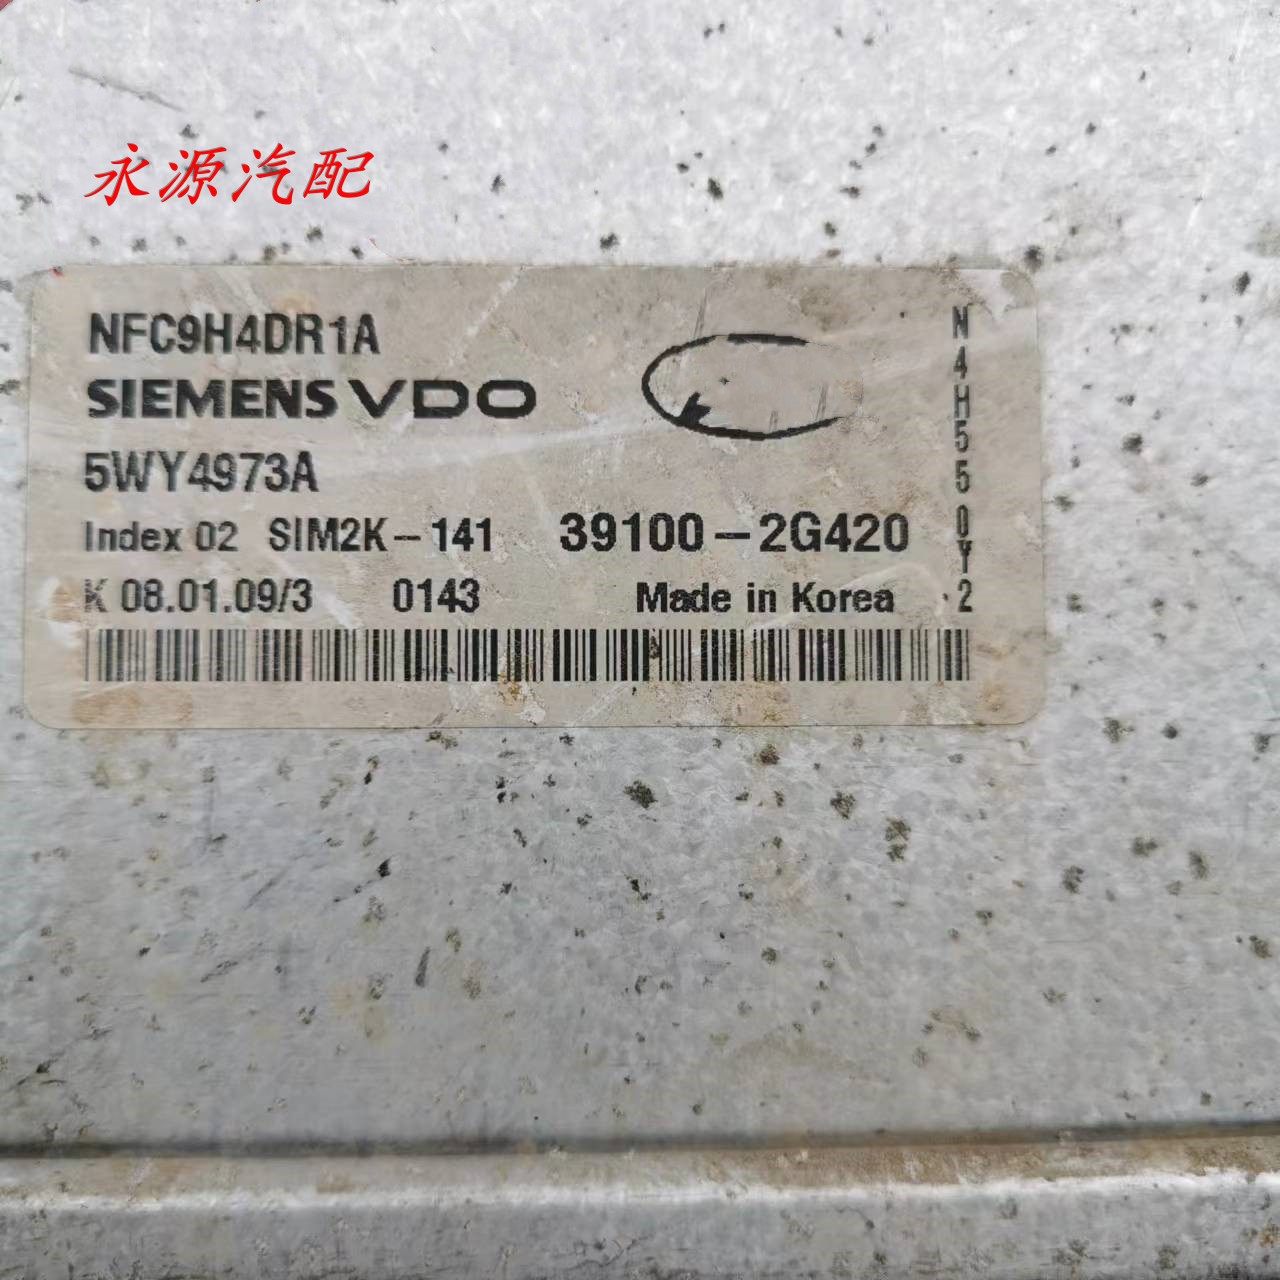 永源汽配
NFC9H4DR1A
SIEMENS VDO
5WY4973A
Index 02 SIM2K-141 39100-2G420
K 08.01.09/3 0143 Made in Korea
N4H550Y2